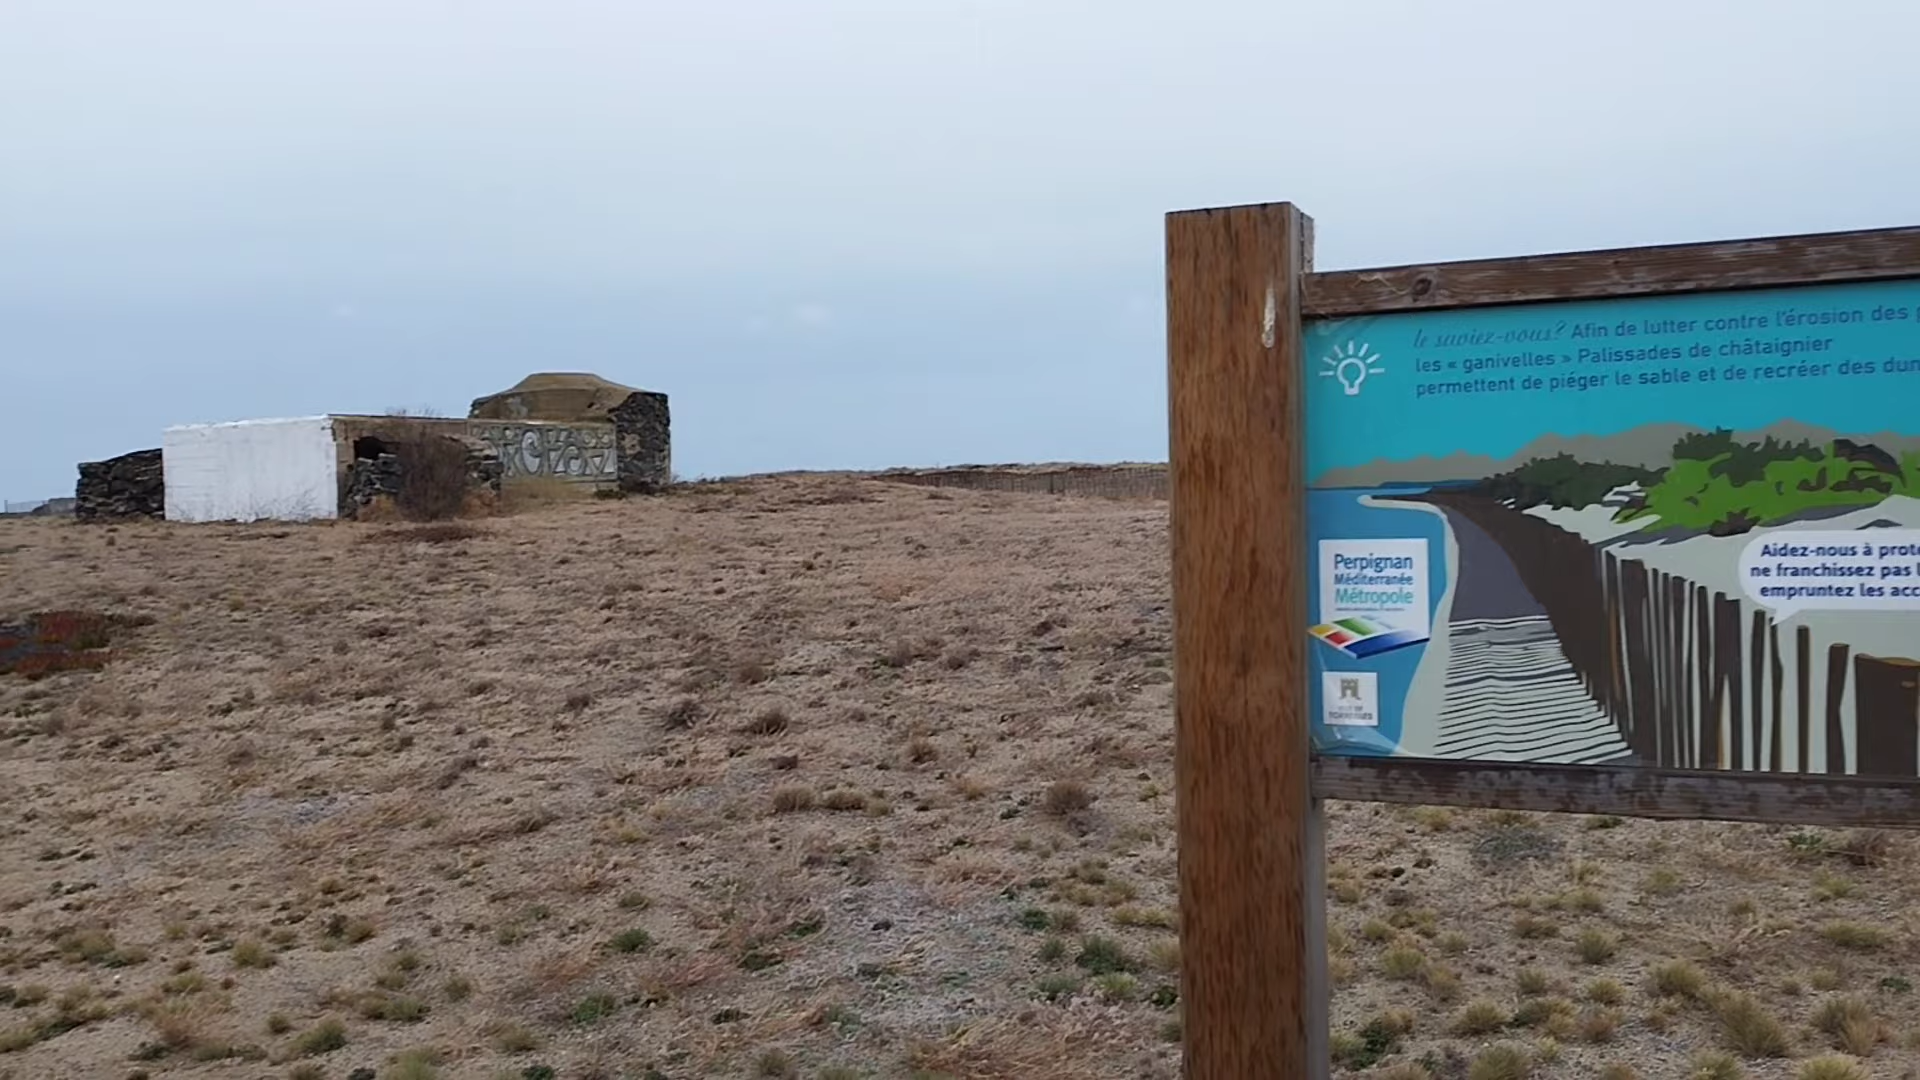 le saviez-vous? Afin de lutter contre l'érosion des
les « ganivelles » Palissades de châtaignier
permettent de piéger le sable et de recréer des dun
Aidez-nous à prot
ne franchissez pas
empruntez les acc
Perpignan
Méditerranée
Métropole